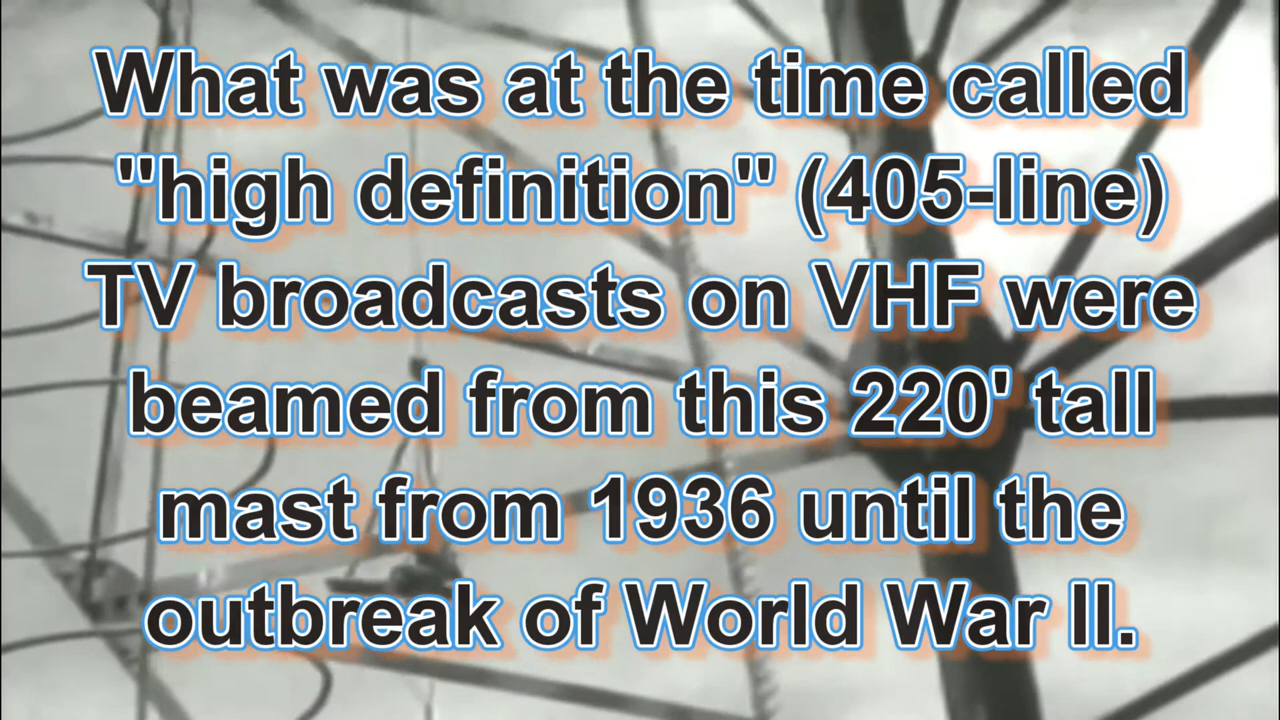 What was at the time called
"high definition" (405-line)
TV broadcasts on VHF were
beamed from this 220' tall
mast from 1936 until the
outbreak of World War II.